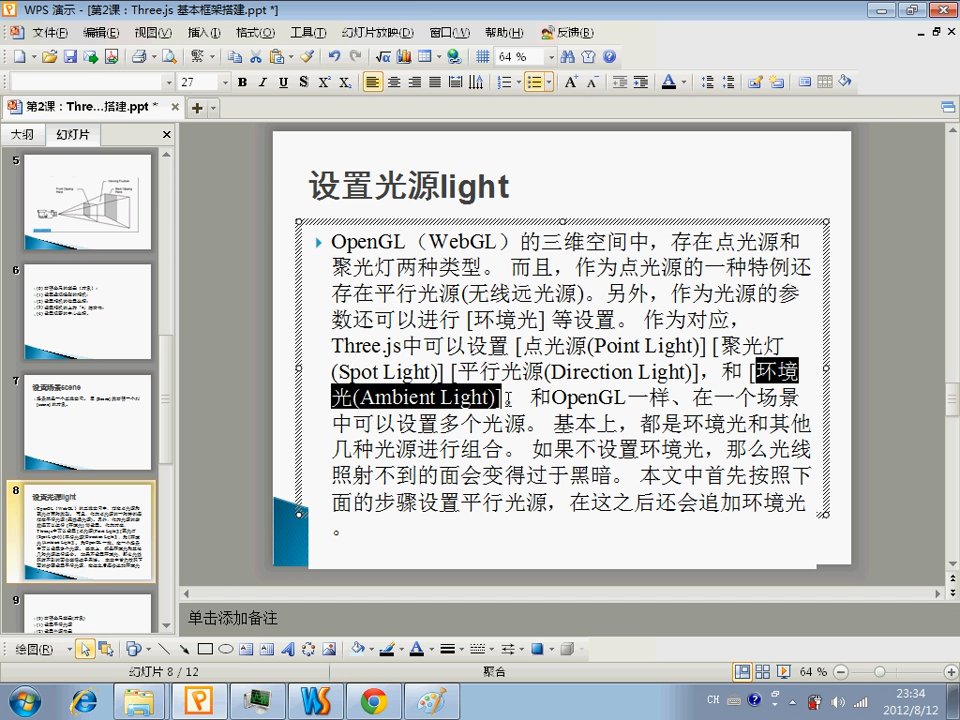 WPS 演示 - [第2课：Three.js 基本框架搭建.ppt *]
文件(F) 编辑(E) 视图(V) 插入(I) 格式(O) 工具(T) 幻灯片放映(D) 窗口(W) 帮助(H) 反馈(B)
64 %
27
第2课：Thre...搭建.ppt *
大纲 幻灯片
5
6
7
设置场景scene
8
设置光源light
9
设置光源light
OpenGL（WebGL）的三维空间中，存在点光源和
聚光灯两种类型。 而且，作为点光源的一种特例还
存在平行光源(无线远光源)。另外，作为光源的参
数还可以进行 [环境光] 等设置。 作为对应，
Three.js中可以设置 [点光源(Point Light)] [聚光灯
(Spot Light)] [平行光源(Direction Light)]，和 [环境
光(Ambient Light)]。 和OpenGL一样、在一个场景
中可以设置多个光源。 基本上，都是环境光和其他
几种光源进行组合。 如果不设置环境光，那么光线
照射不到的面会变得过于黑暗。 本文中首先按照下
面的步骤设置平行光源，在这之后还会追加环境光
。
单击添加备注
绘图(R)
幻灯片 8 / 12
聚合
64 %
CH
23:34
2012/8/12